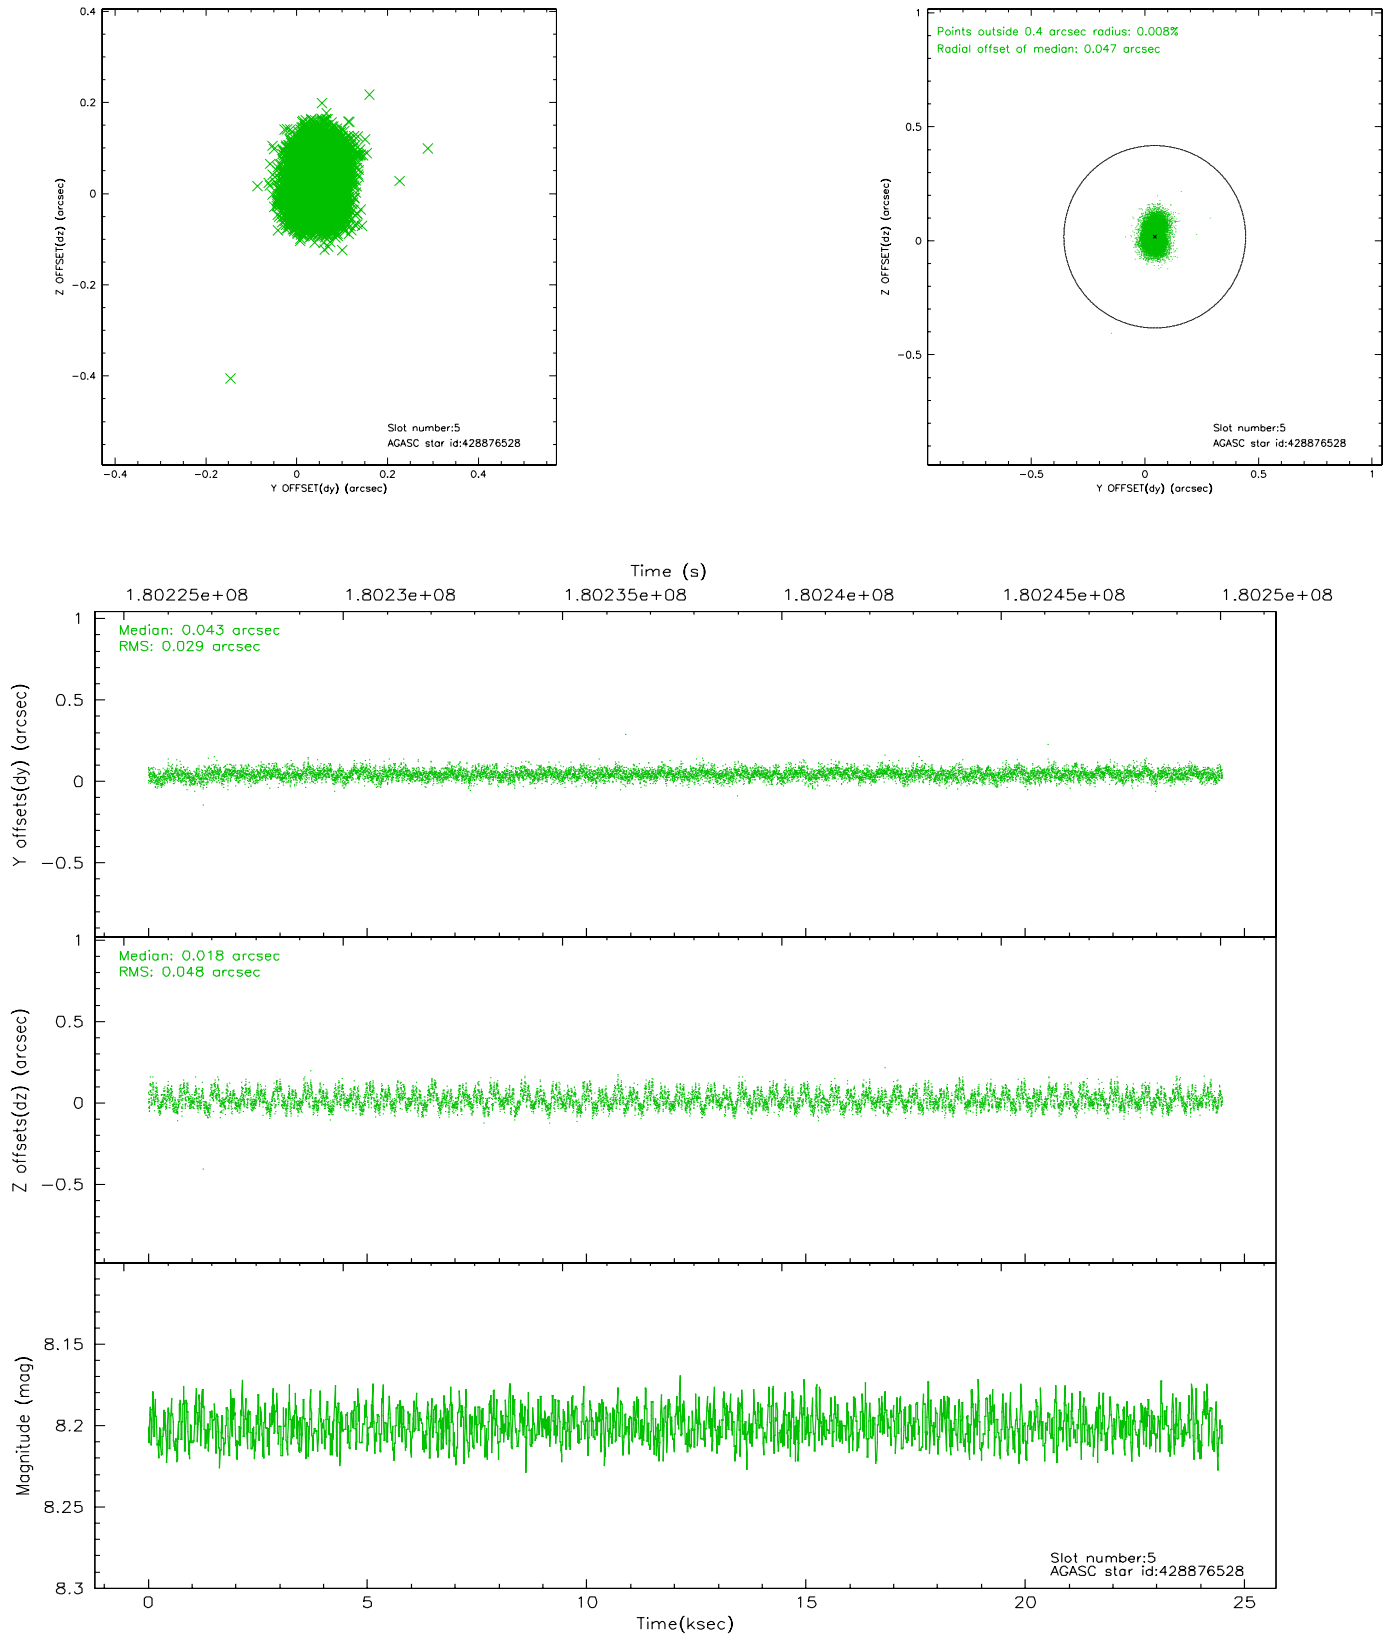 0.4
0.2
0
−0.2
−0.4
Z OFFSET(dz) (arcsec)
Slot number:5
AGASC star id:428876528
−0.4 −0.2 0 0.2 0.4
Y OFFSET(dy) (arcsec)
1
0.5
0
−0.5
Z OFFSET(dz) (arcsec)
Points outside 0.4 arcsec radius: 0.008%
Radial offset of median: 0.047 arcsec
Slot number:5
AGASC star id:428876528
−0.5 0 0.5 1
Y OFFSET(dy) (arcsec)
Time (s)
1.80225e+08 1.8023e+08 1.80235e+08 1.8024e+08 1.80245e+08 1.8025e+08
1
0.5
0
−0.5
Y offsets(dy) (arcsec)
Median: 0.043 arcsec
RMS: 0.029 arcsec
1
0.5
0
−0.5
Z offsets(dz) (arcsec)
Median: 0.018 arcsec
RMS: 0.048 arcsec
8.15
8.2
8.25
8.3
Magnitude (mag)
Slot number:5
AGASC star id:428876528
0 5 10 15 20 25
Time(ksec)